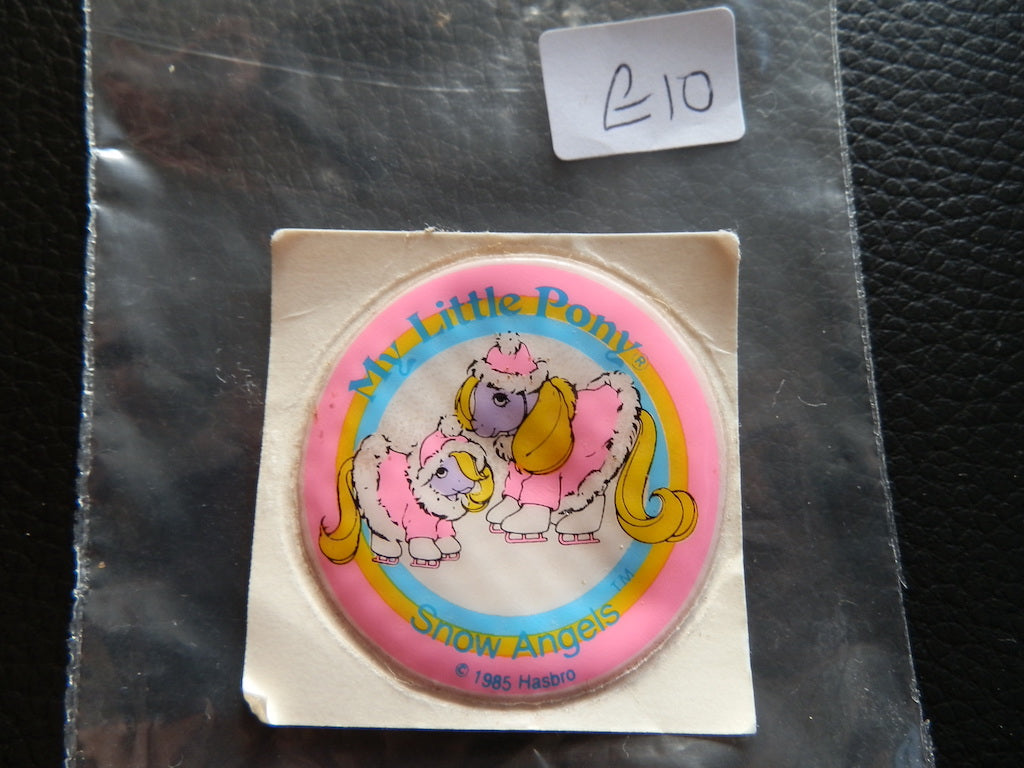 £10
My Little Pony®
Snow Angels TM
© 1985 Hasbro